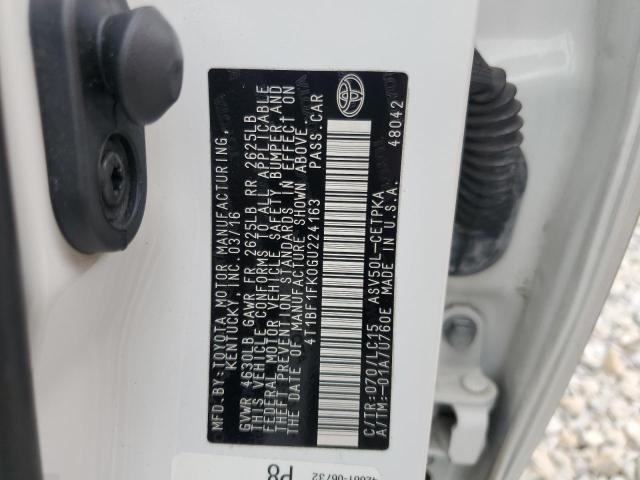 MFD.BY:TOYOTA MOTOR MANUFACTURING,
KENTUCKY,INC. 03/16
GVWR 4630LB GAWR FR 2625LB RR 2625LB
THIS VEHICLE CONFORMS TO ALL APPLICABLE
FEDERAL MOTOR VEHICLE SAFETY,BUMPER,AND
THEFT PREVENTION STANDARDS IN EFFECT ON
THE DATE OF MANUFACTURE SHOWN ABOVE.
4T1BF1FK0GU224163 PASS.CAR
C/TR:070/LC15 ASV50L-CETPKA
A/TM:-01A7U760E MADE IN U.S.A. 48042
P8